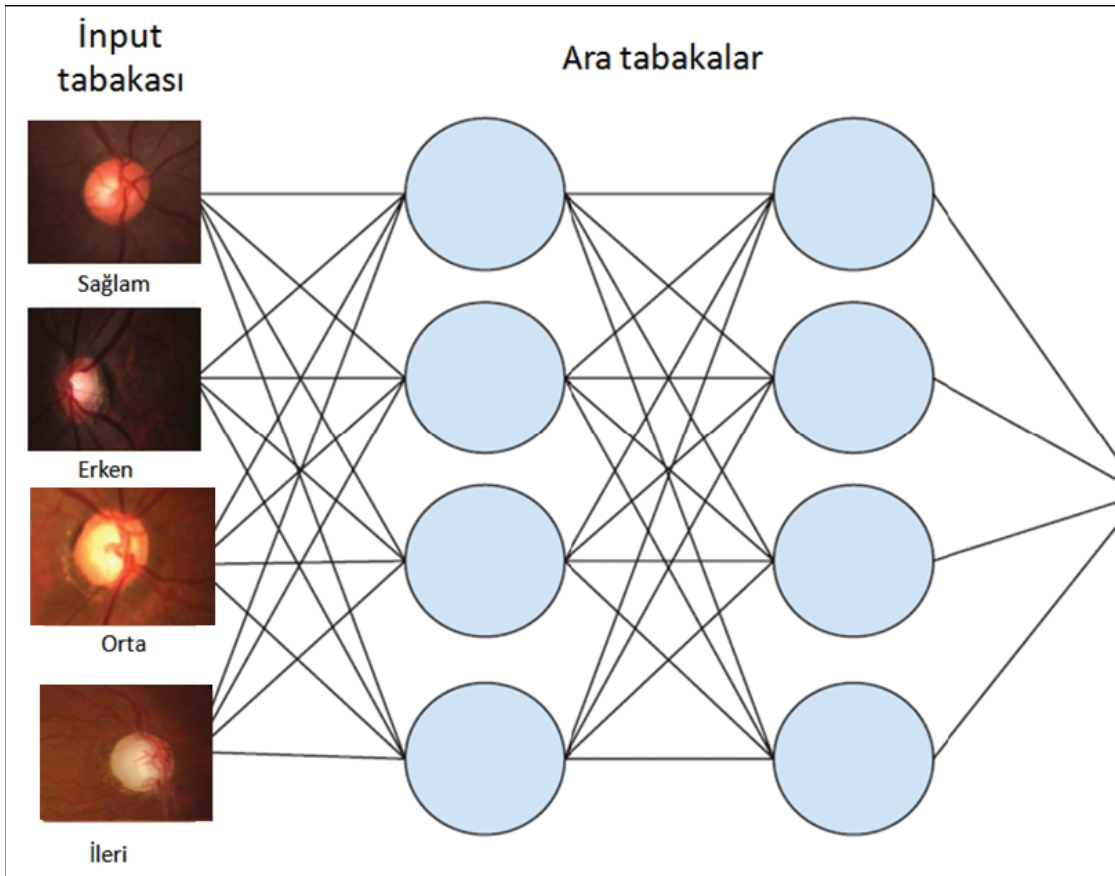 İnput
tabakası
Ara tabakalar
Sağlam
Erken
Orta
İleri